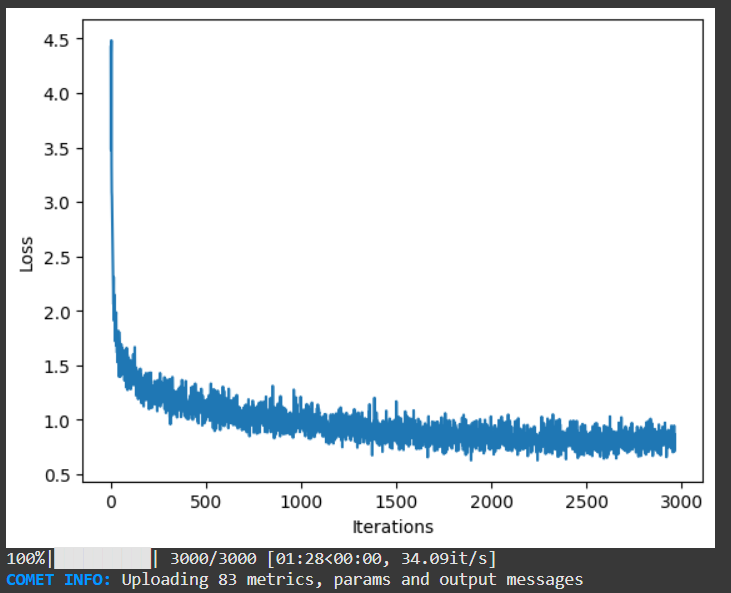 4.5
4.0
3.5
3.0
2.5
2.0
1.5
1.0
0.5
Loss
0 500 1000 1500 2000 2500 3000
Iterations
100%| | 3000/3000 [01:28<00:00, 34.09it/s]
COMET INFO: Uploading 83 metrics, params and output messages